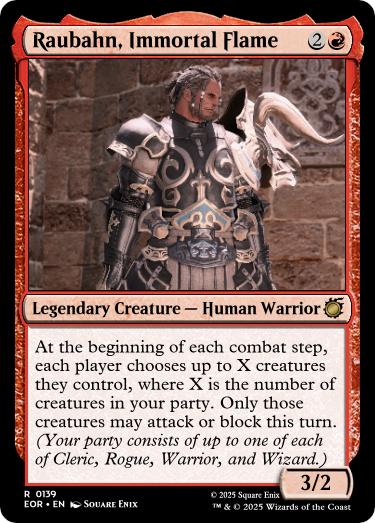 Raubahn, Immortal Flame 2
Legendary Creature — Human Warrior
At the beginning of each combat step,
each player chooses up to X creatures
they control, where X is the number of
creatures in your party. Only those
creatures may attack or block this turn.
(Your party consists of up to one of each
of Cleric, Rogue, Warrior, and Wizard.)
3/2
R 0139
EOR • EN SQUARE ENIX
© 2025 Square Enix
™ & © 2025 Wizards of the Coast